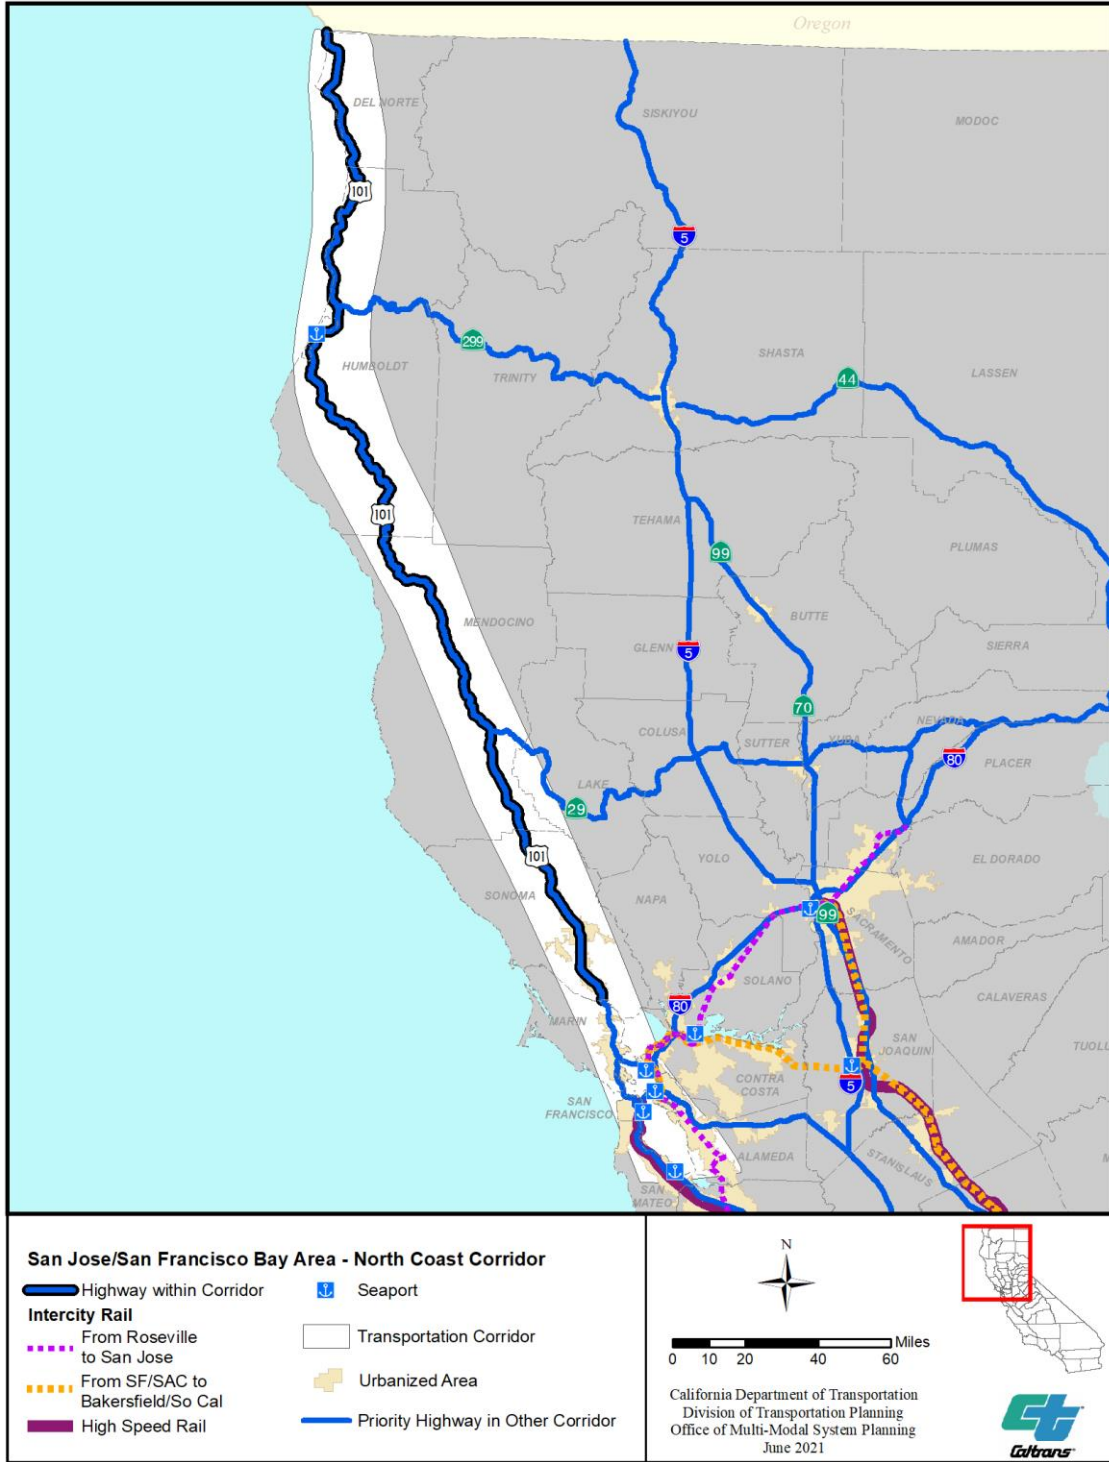 Oregon
DEL NORTE
SISKIYOU
MODOC
101
5
299
HUMBOLDT
TRINITY
SHASTA
44
LASSEN
101
TEHAMA
99
PLUMAS
MENDOCINO
BUTTE
GLENN
5
SIERRA
70
COLUSA
SUTTER
YUBA
NEVADA
80
PLACER
LAKE
29
101
YOLO
EL DORADO
SONOMA
NAPA
99
SACRAMENTO
AMADOR
SOLANO
CALAVERAS
80
MARIN
SAN
JOAQUIN
TUOLU
CONTRA
COSTA
5
SAN
FRANCISCO
ALAMEDA
STANISLAUS
M
SAN
MATEO
San Jose/San Francisco Bay Area - North Coast Corridor
Highway within Corridor
Seaport
Intercity Rail
From Roseville
to San Jose
Transportation Corridor
From SF/SAC to
Bakersfield/So Cal
Urbanized Area
High Speed Rail
Priority Highway in Other Corridor
N
Miles
0 10 20 40 60
California Department of Transportation
Division of Transportation Planning
Office of Multi-Modal System Planning
June 2021
ct
Caltrans